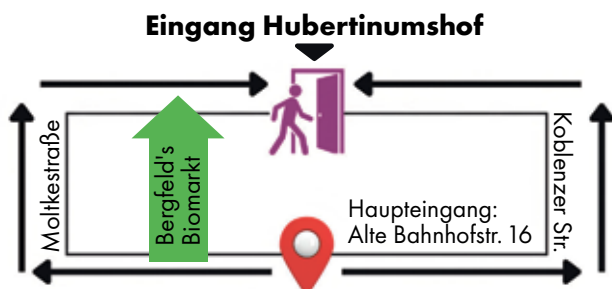 Eingang Hubertinumshof
Moltkestraße
Bergfeld's
Biomarkt
Koblenzer Str.
Haupteingang:
Alte Bahnhofstr. 16